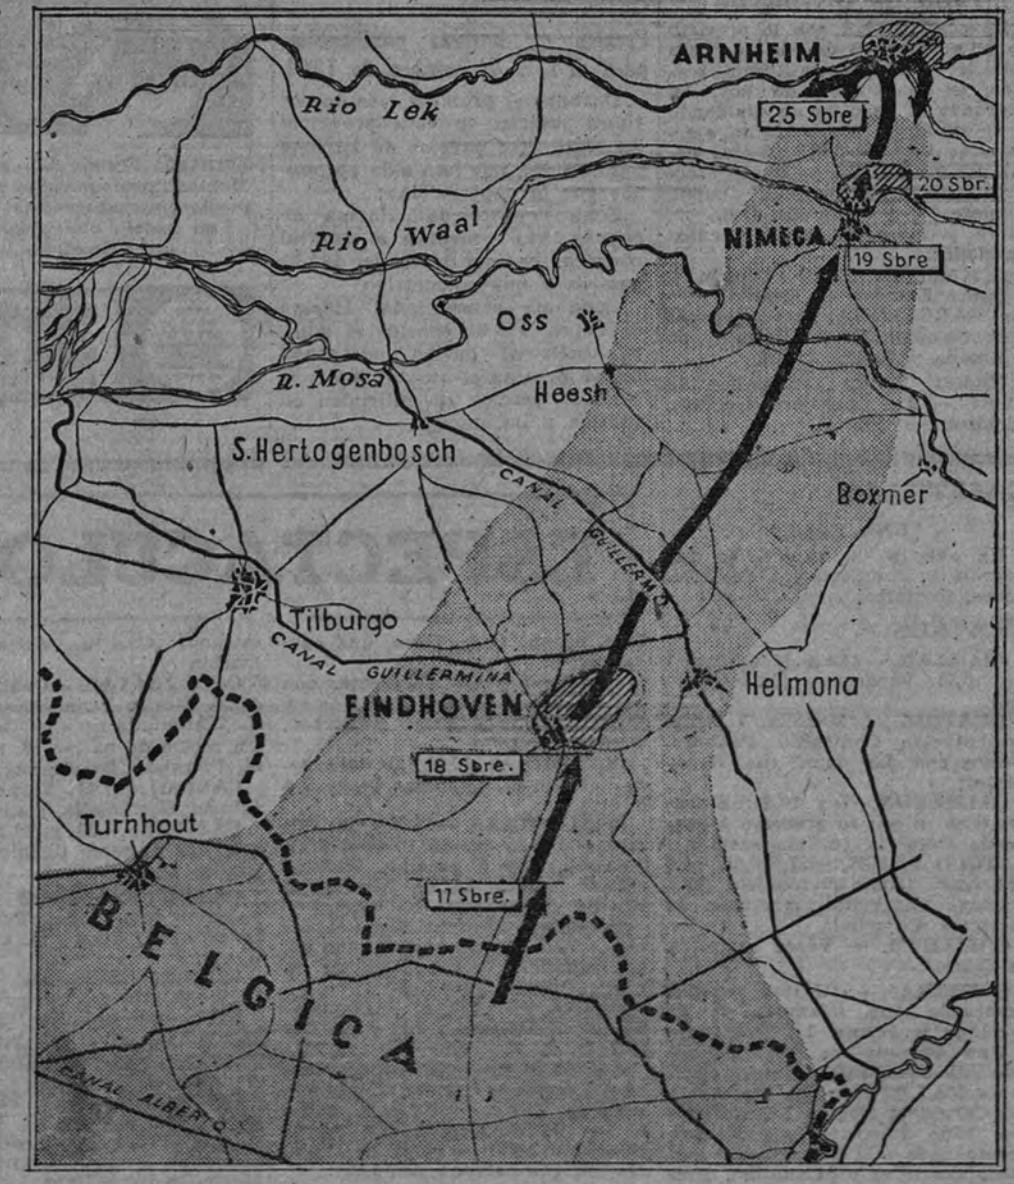 ARNHEIM
Rio Lek
25 Sbre
20 Sbr.
Rio Waal
NIMEGA
19 Sbre
Oss
R. Mosa
Heesh
S. Hertogenbosch
CANAL GUILLERMO
Boxmer
Tilburgo
CANAL GUILLERMINA
EINDHOVEN
Helmona
18 Sbre.
Turnhout
17 Sbre.
BELGICA
CANAL ALBERTO